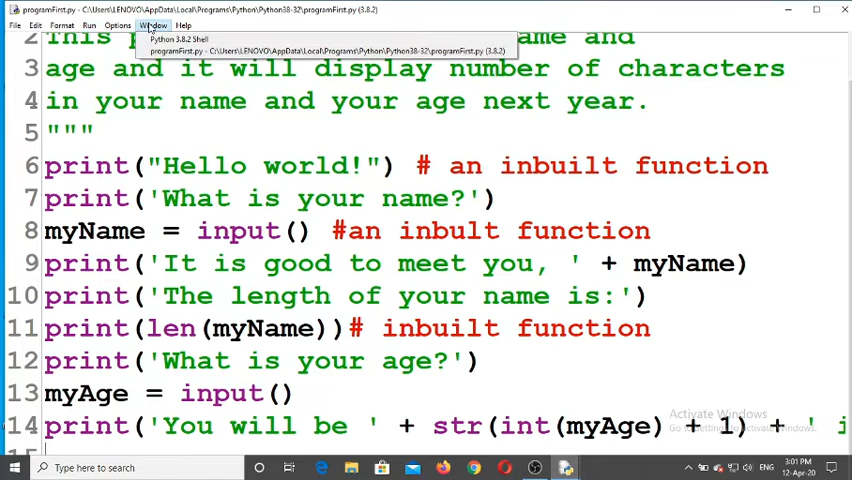 programFirst.py - C:\Users\LENOVO\AppData\Local\Programs\Python\Python38-32\programFirst.py (3.8.2)
File Edit Format Run Options Window Help
Python 3.8.2 Shell
programFirst.py - C:\Users\LENOVO\AppData\Local\Programs\Python\Python38-32\programFirst.py (3.8.2)
2 This p me and
3 age and it will display number of characters
4 in your name and your age next year.
5 """
6 print("Hello world!") # an inbuilt function
7 print('What is your name?')
8 myName = input() #an inbult function
9 print('It is good to meet you, ' + myName)
10 print('The length of your name is:')
11 print(len(myName))# inbuilt function
12 print('What is your age?')
13 myAge = input()
14 print('You will be ' + str(int(myAge) + 1) + ' i
Activate Windows
Go to Settings to activate Windows.
15
Type here to search
ENG
3:01 PM
12-Apr-20